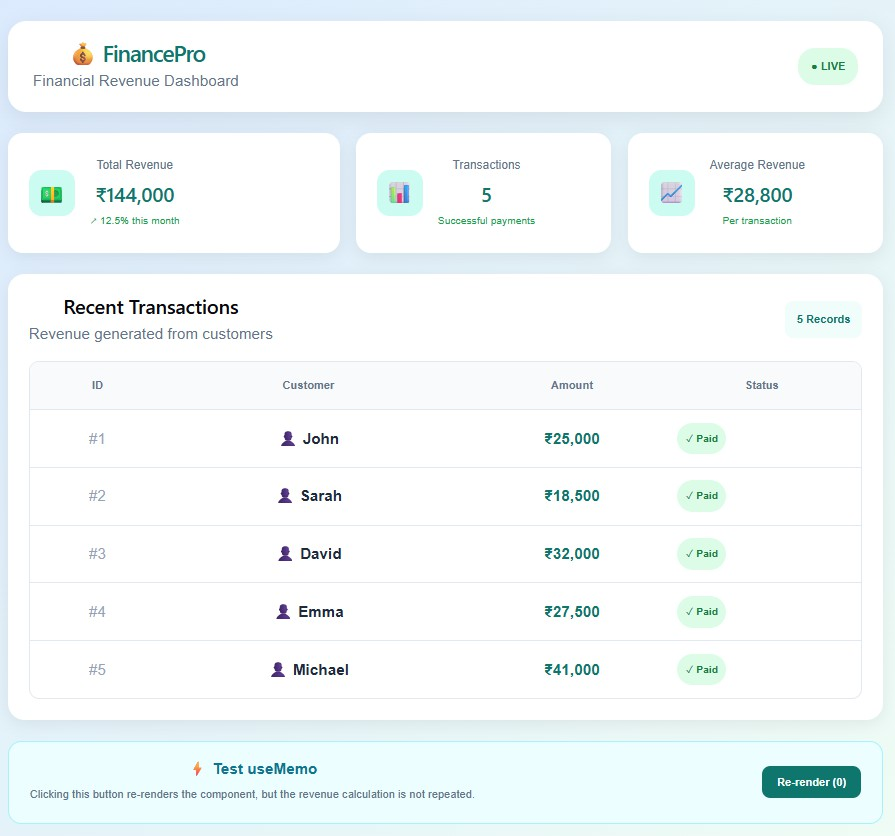 💰 FinancePro
Financial Revenue Dashboard
● LIVE
Total Revenue
₹144,000
↗ 12.5% this month
Transactions
5
Successful payments
Average Revenue
₹28,800
Per transaction
Recent Transactions
Revenue generated from customers
5 Records
ID Customer Amount Status
#1 👤 John ₹25,000 ✓ Paid
#2 👤 Sarah ₹18,500 ✓ Paid
#3 👤 David ₹32,000 ✓ Paid
#4 👤 Emma ₹27,500 ✓ Paid
#5 👤 Michael ₹41,000 ✓ Paid
⚡ Test useMemo
Clicking this button re-renders the component, but the revenue calculation is not repeated.
Re-render (0)